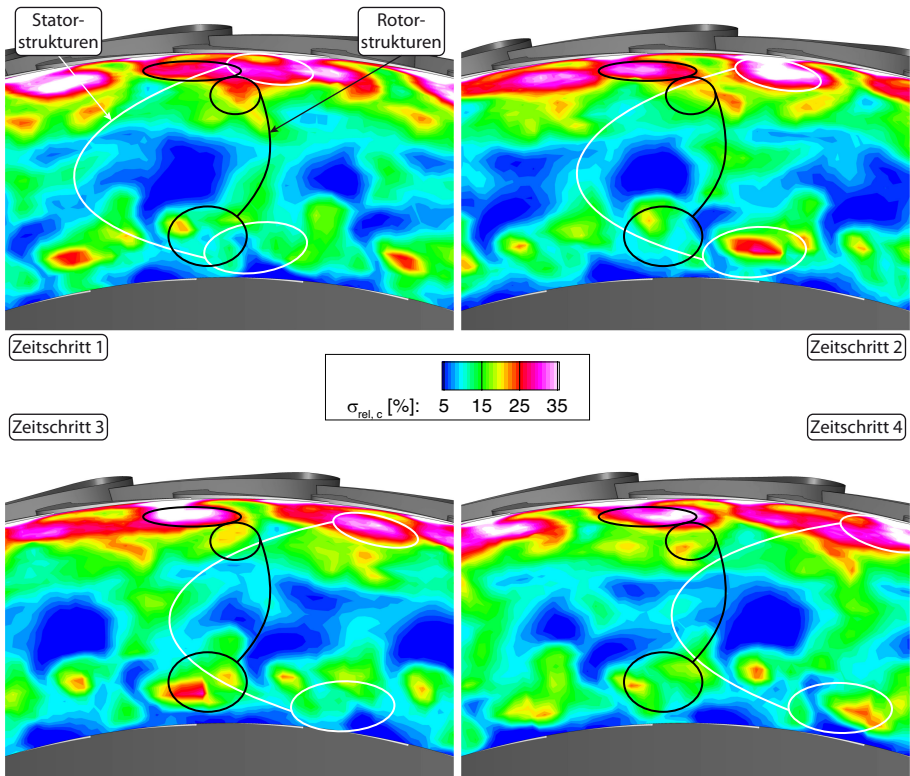 Stator-
strukturen
Rotor-
strukturen
Zeitschritt 1
Zeitschritt 2
σrel, c [%]: 5 15 25 35
Zeitschritt 3
Zeitschritt 4